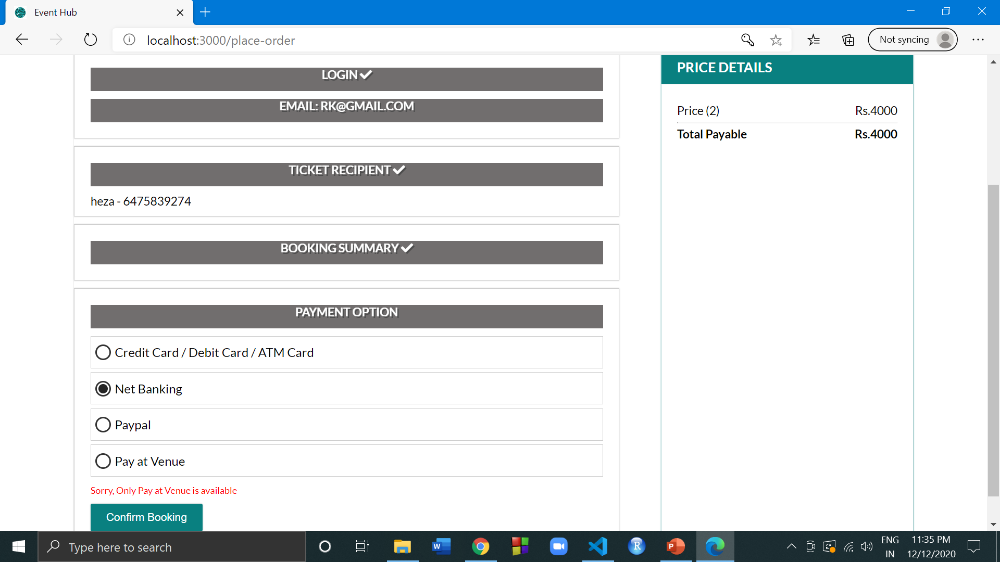 Event Hub
localhost:3000/place-order
Not syncing
LOGIN
EMAIL: RK@GMAIL.COM
TICKET RECIPIENT
heza - 6475839274
BOOKING SUMMARY
PAYMENT OPTION
Credit Card / Debit Card / ATM Card
Net Banking
Paypal
Pay at Venue
Sorry, Only Pay at Venue is available
Confirm Booking
PRICE DETAILS
Price (2) Rs.4000
Total Payable Rs.4000
Type here to search
W
R
P
ENG
IN
11:35 PM
12/12/2020